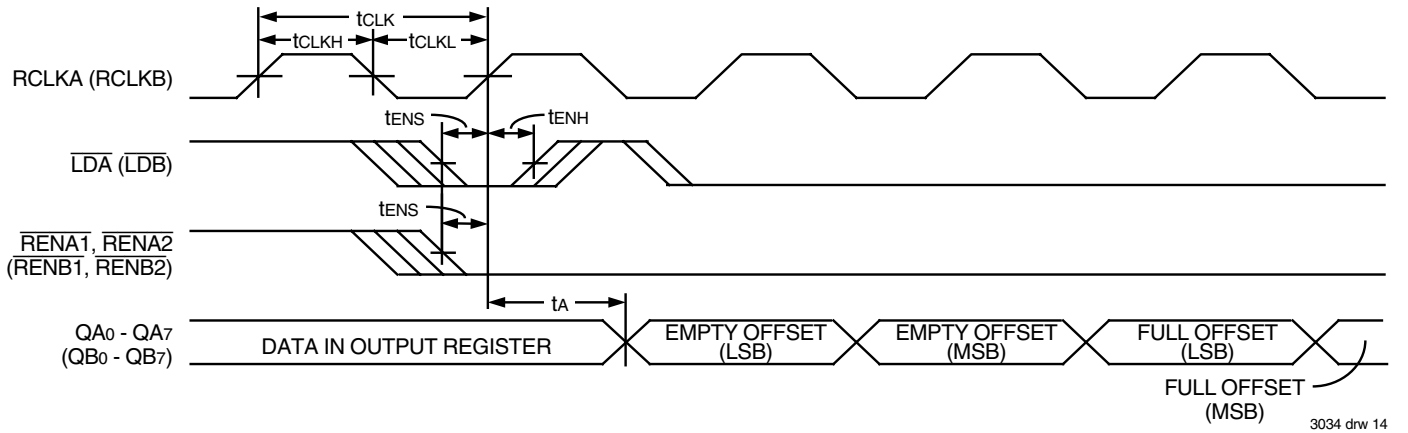 tCLK
tCLKH
tCLKL
RCLKA (RCLKB)
tENS
tENH
LDA (LDB)
tENS
RENA1, RENA2
(RENB1, RENB2)
tA
QA0 - QA7
(QB0 - QB7)
DATA IN OUTPUT REGISTER
EMPTY OFFSET
(LSB)
EMPTY OFFSET
(MSB)
FULL OFFSET
(LSB)
FULL OFFSET
(MSB)
3034 drw 14